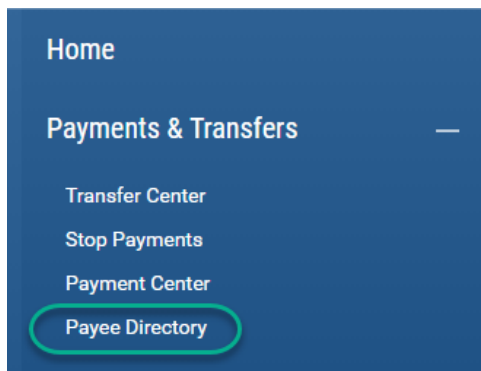 Home
Payments & Transfers
Transfer Center
Stop Payments
Payment Center
Payee Directory